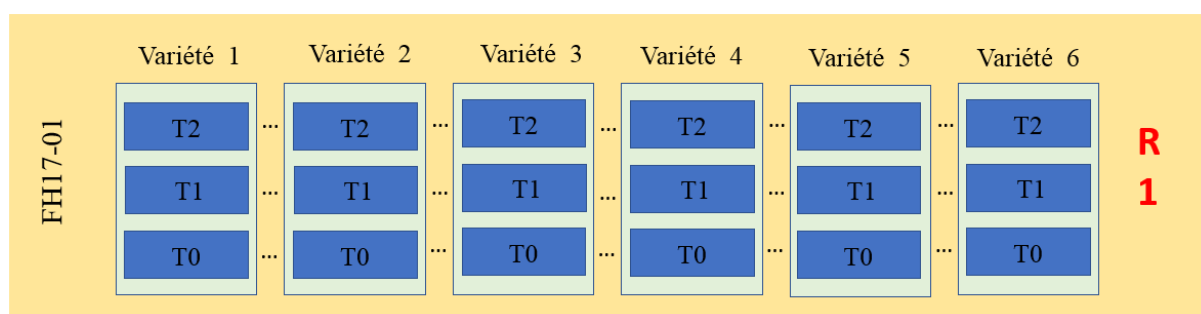 Variété 1 Variété 2 Variété 3 Variété 4 Variété 5 Variété 6
FH17-01
T2 ... T2 ... T2 ... T2 ... T2 ... T2
T1 ... T1 ... T1 ... T1 ... T1 ... T1
T0 ... T0 ... T0 ... T0 ... T0 ... T0
R
1